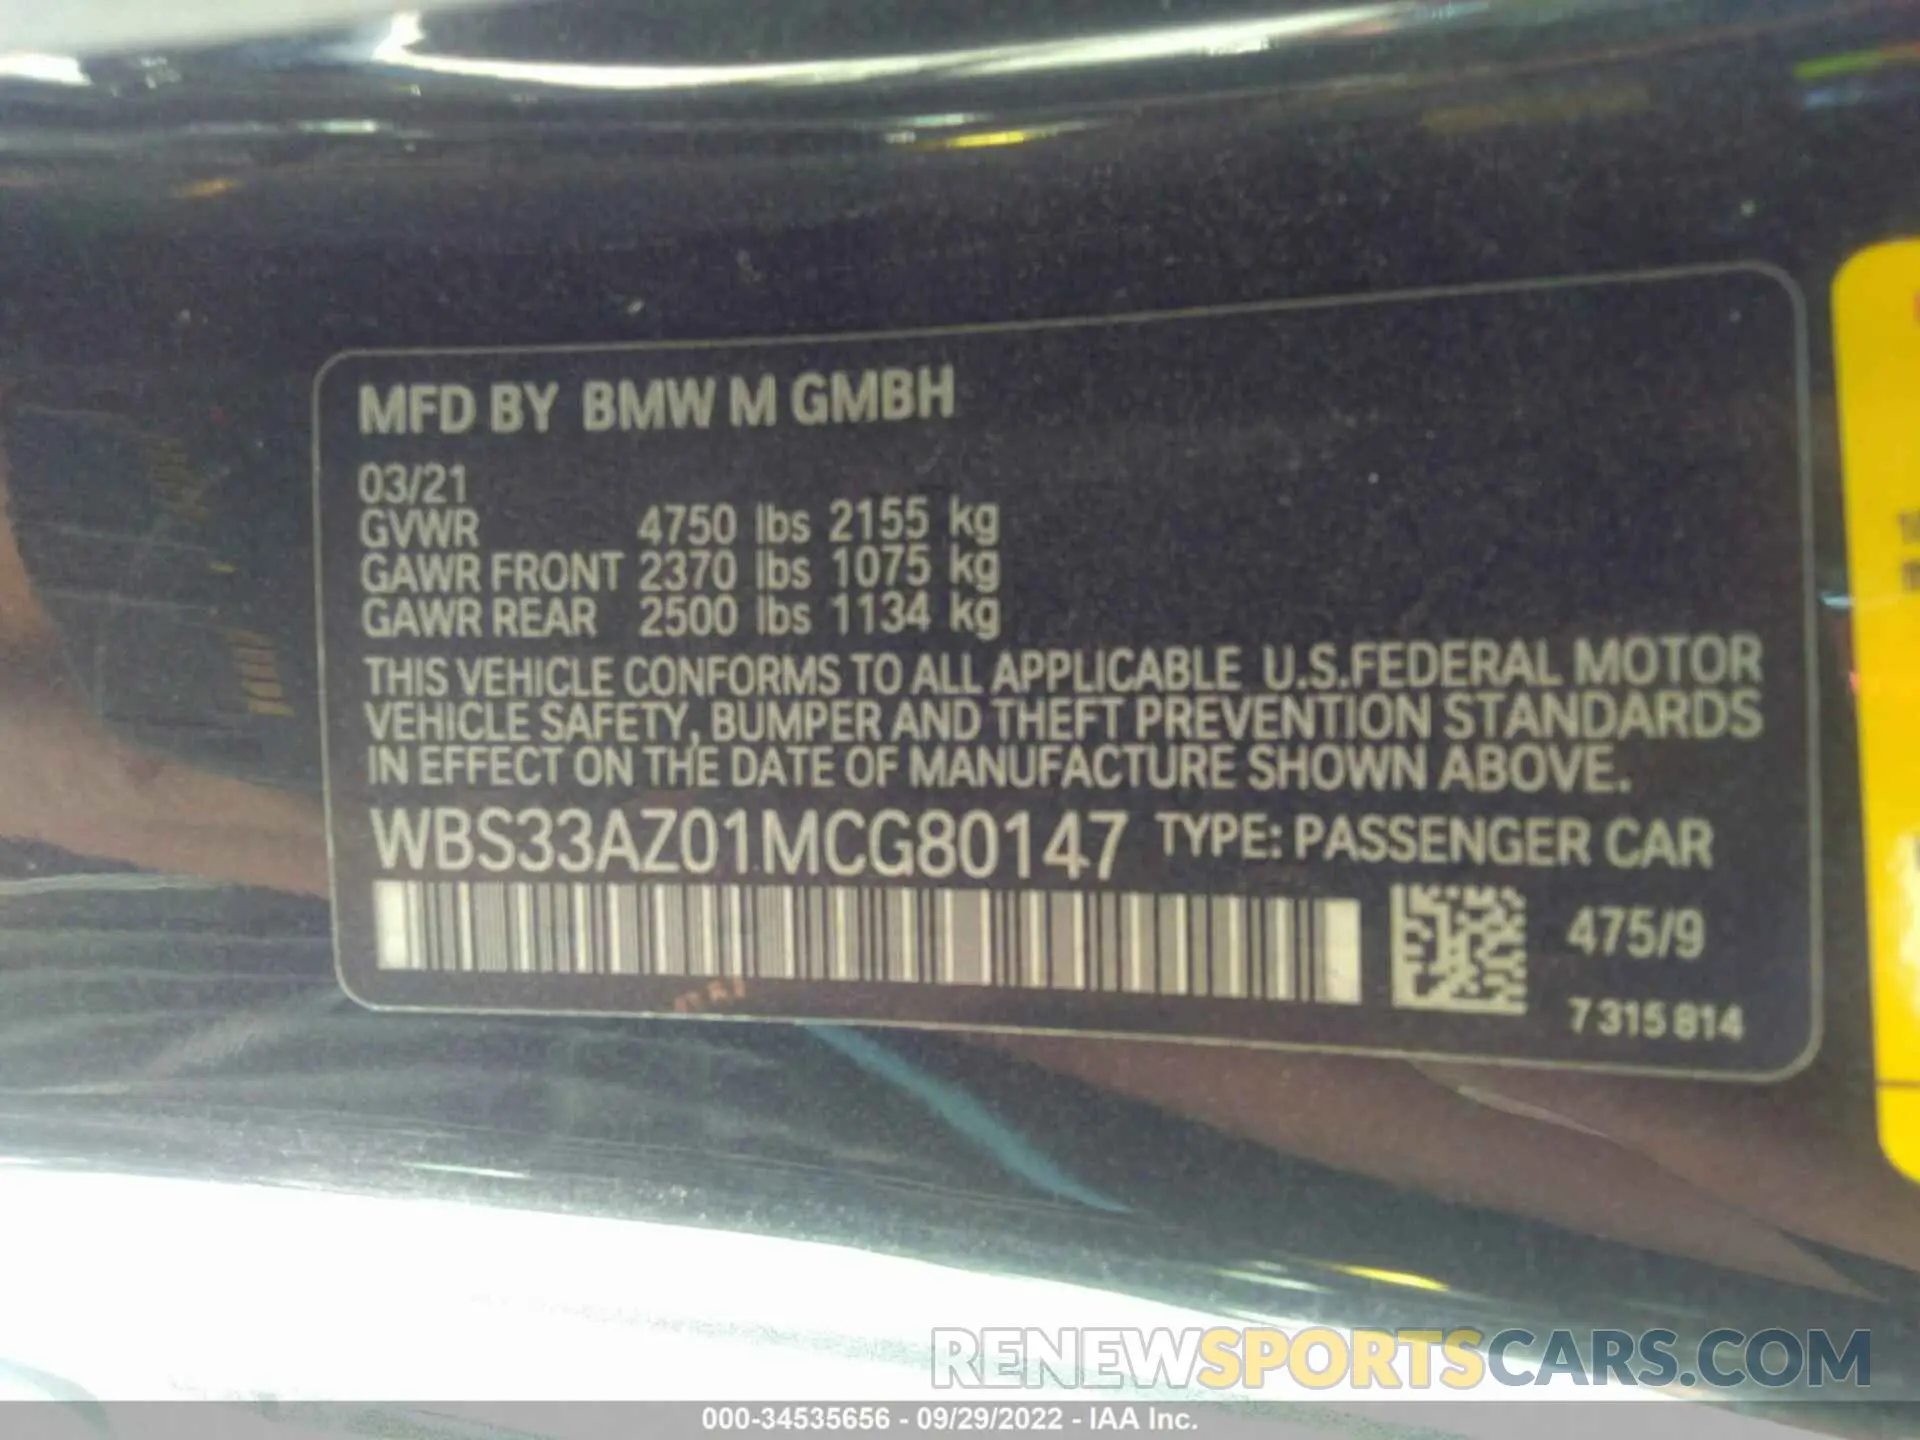 MFD BY BMW M GMBH
03/21
GVWR 4750 lbs 2155 kg
GAWR FRONT 2370 lbs 1075 kg
GAWR REAR 2500 lbs 1134 kg
THIS VEHICLE CONFORMS TO ALL APPLICABLE U.S.FEDERAL MOTOR
VEHICLE SAFETY, BUMPER AND THEFT PREVENTION STANDARDS
IN EFFECT ON THE DATE OF MANUFACTURE SHOWN ABOVE.
WBS33AZ01MCG80147 TYPE: PASSENGER CAR
475/9
7 315 814
RENEWSPORTSCARS.COM
000-34535656 - 09/29/2022 - IAA Inc.